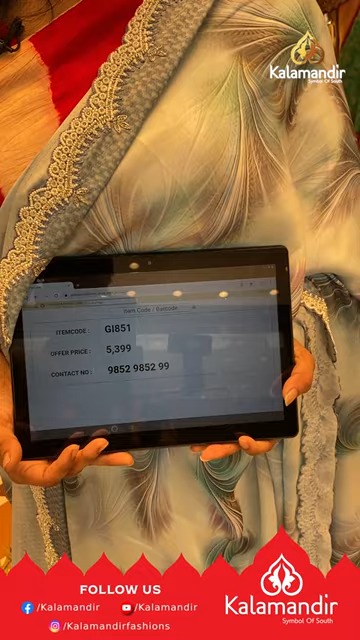 Kalamandir
Symbol Of South
Item Code / Barcode
ITEMCODE : GI851
OFFER PRICE : 5,399
CONTACT NO : 9852 9852 99
FOLLOW US
/Kalamandir /Kalamandir
/Kalamandirfashions
Kalamandir
Symbol Of South